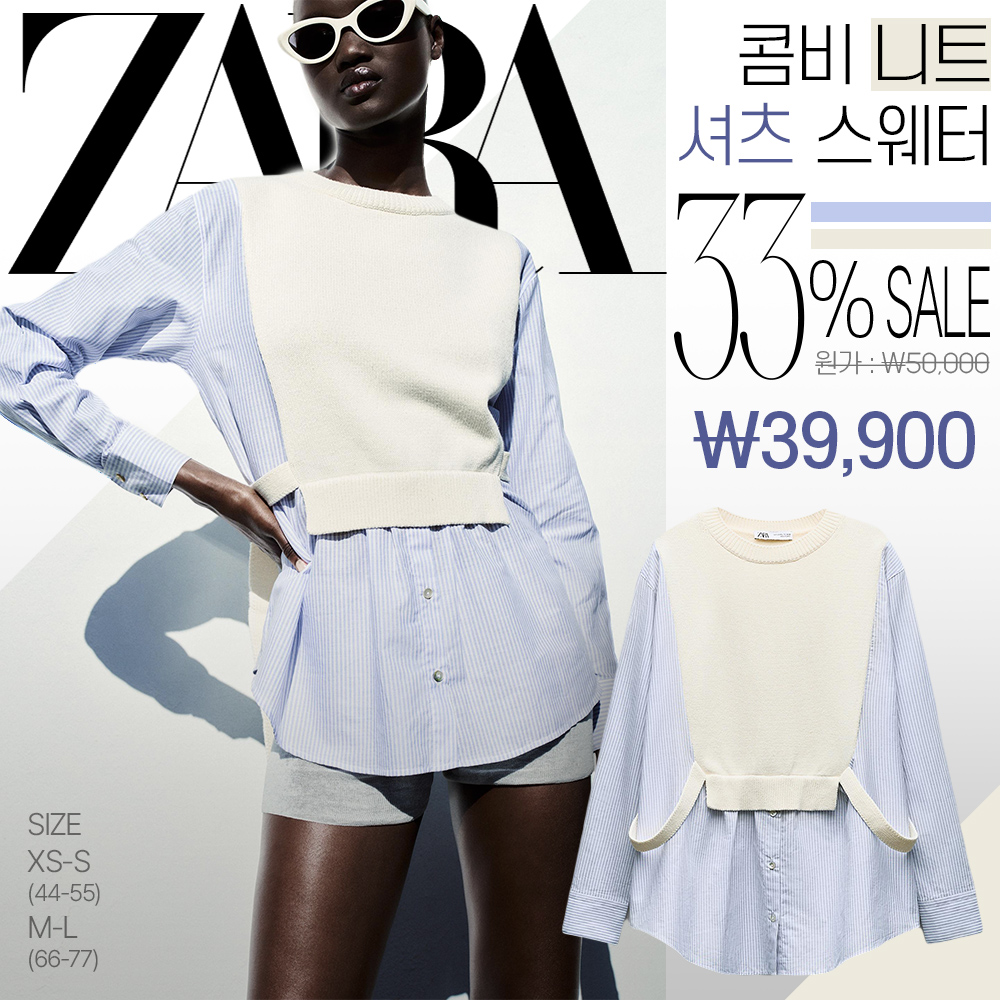 ZARA
콤비 니트
셔츠 스웨터
33% SALE
원가 : ₩50,000
₩39,900
ZARA
SIZE
XS-S
(44-55)
M-L
(66-77)